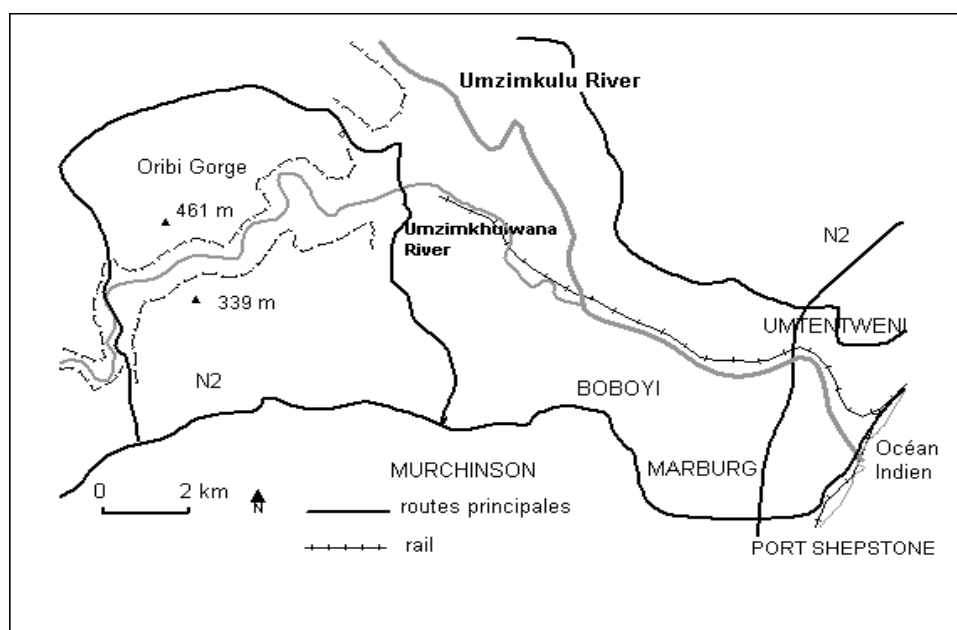 Umzimkulu River
Oribi Gorge
461 m
Umzimkhulwana
River
N2
339 m
UMTENTWENI
N2
BOBOYI
Océan
Indien
MURCHINSON
MARBURG
0 2 km
N
routes principales
rail
PORT SHEPSTONE